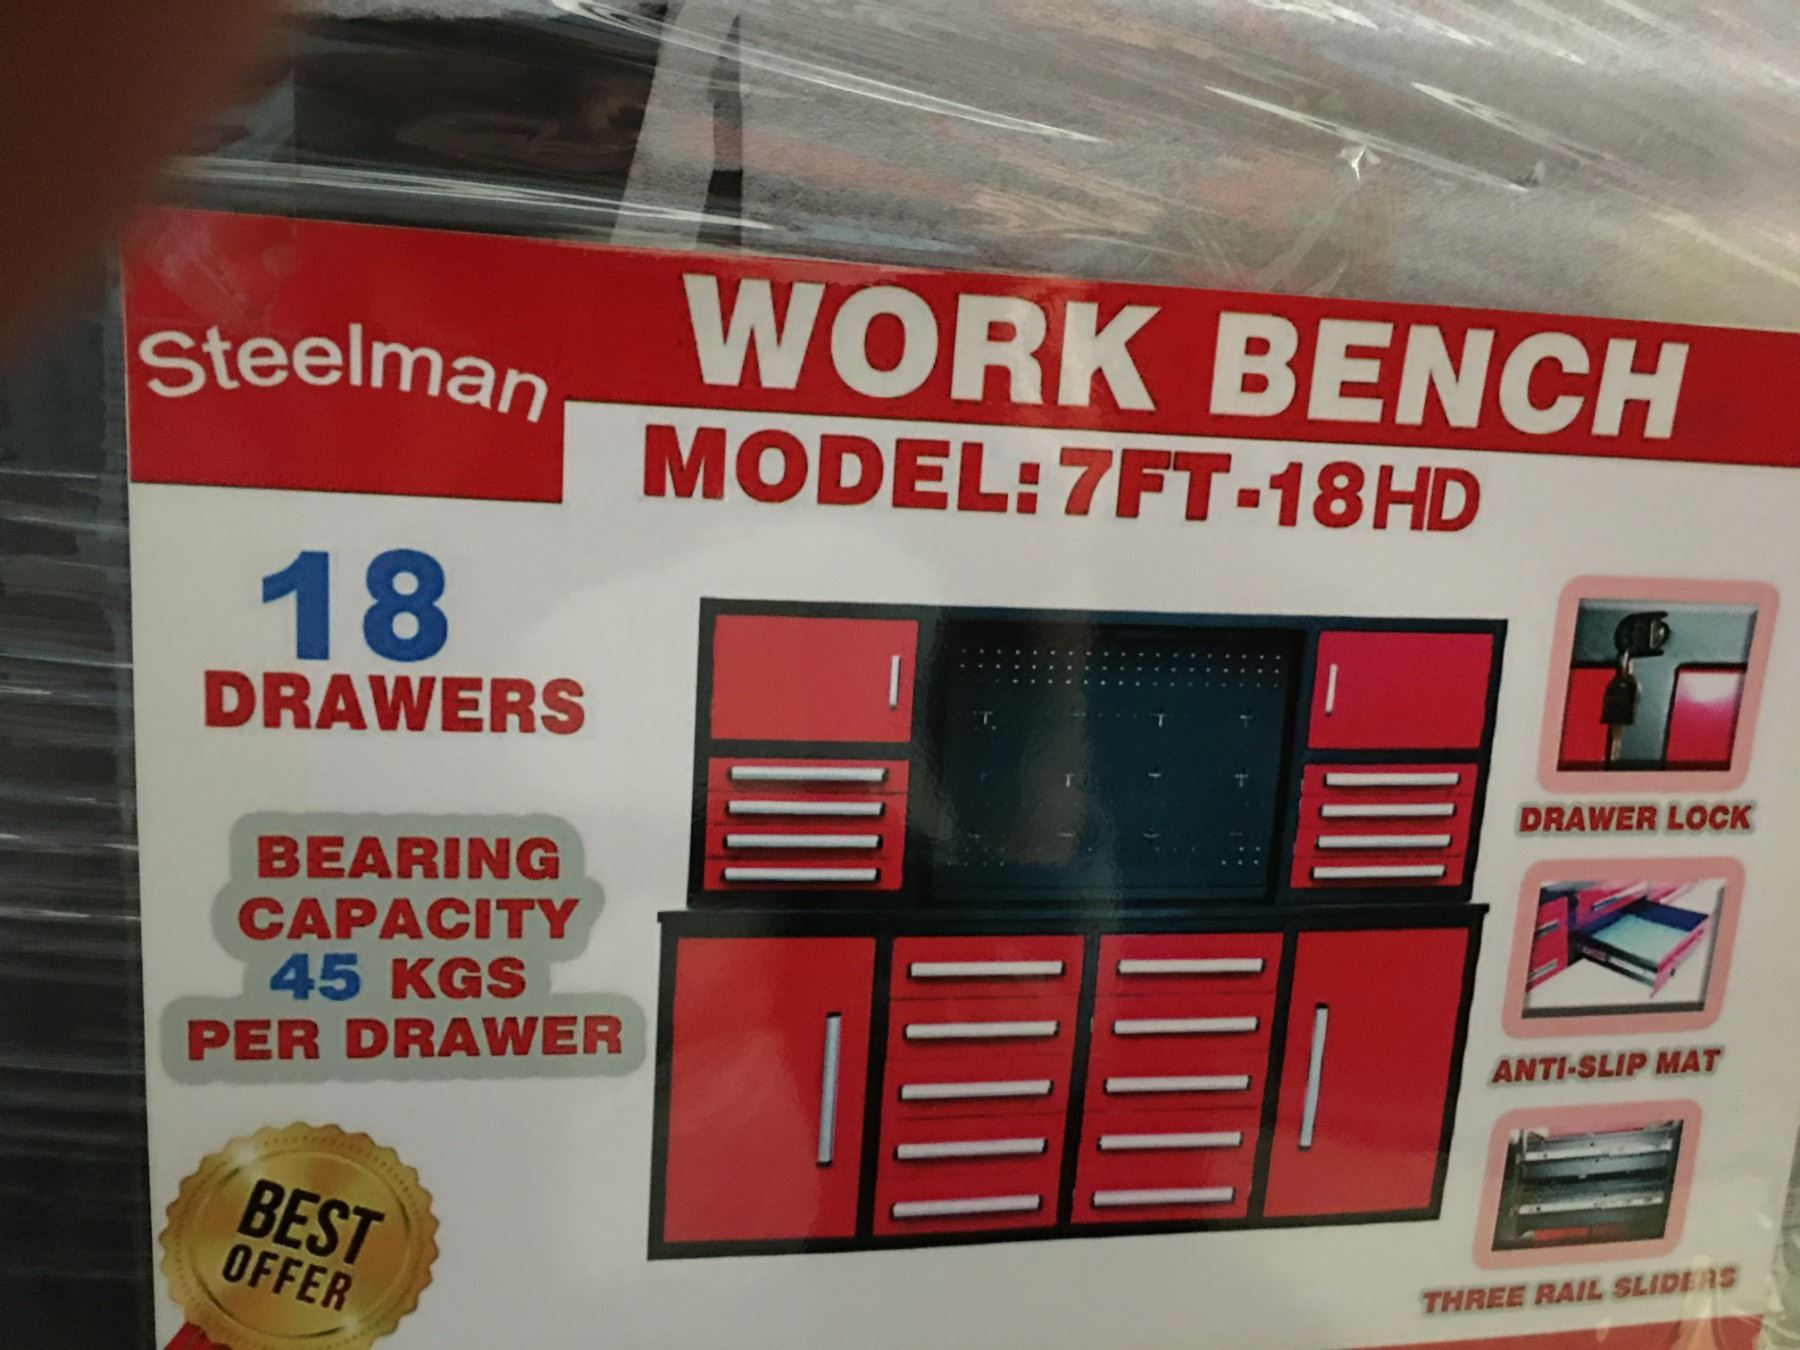 Steelman
WORK BENCH
MODEL: 7FT-18HD
18
DRAWERS
BEARING
CAPACITY
45 KGS
PER DRAWER
BEST
OFFER
DRAWER LOCK
ANTI-SLIP MAT
THREE RAIL SLIDERS